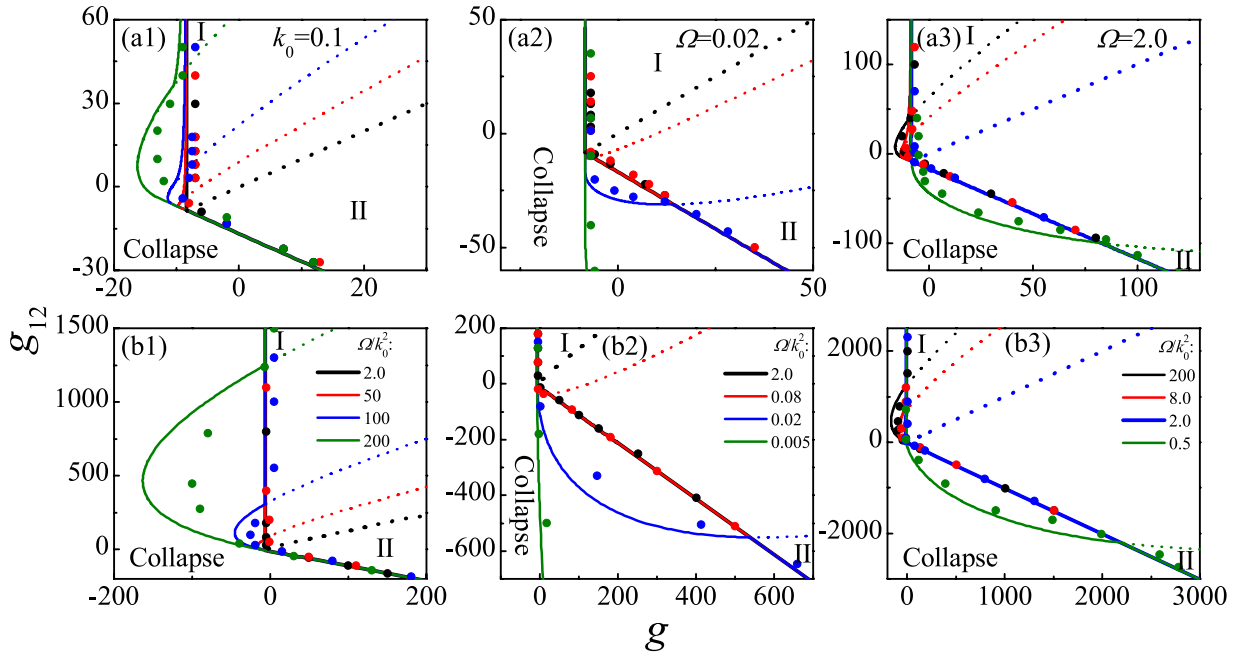 (a1) I k₀=0.1
60
30
0
-30
-20 0 20
Collapse
II
(a2) Ω=0.02
I
50
0
-50
0 50
Collapse
II
(a3) Ω=2.0
I
100
0
-100
0 50 100
Collapse
II
g₁₂
(b1) I Ω/k₀²:
2.0
50
100
200
1500
1000
500
0
-200 0 200
Collapse
II
(b2) I Ω/k₀²:
2.0
0.08
0.02
0.005
200
0
-200
-400
-600
0 200 400 600
Collapse
II
(b3) I Ω/k₀²:
200
8.0
2.0
0.5
2000
0
-2000
0 1000 2000 3000
Collapse
II
g